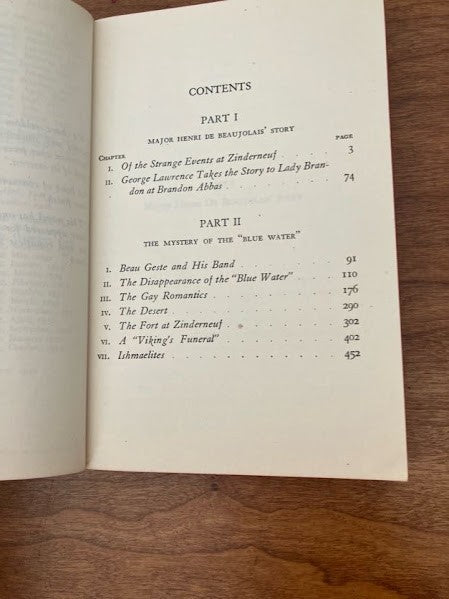 CONTENTS
PART I
MAJOR HENRI DE BEAUJOLAIS' STORY
CHAPTER PAGE
I. Of the Strange Events at Zinderneuf . . . . . 3
II. George Lawrence Takes the Story to Lady Bran-
don at Brandon Abbas . . . . . . . . 74
PART II
THE MYSTERY OF THE "BLUE WATER"
I. Beau Geste and His Band . . . . . . . 91
II. The Disappearance of the "Blue Water" . . . . 110
III. The Gay Romantics . . . . . . . . 176
IV. The Desert . . . . . . . . . . 290
V. The Fort at Zinderneuf . . . . . . . 302
VI. A "Viking's Funeral" . . . . . . . . 402
VII. Ishmaelites . . . . . . . . . . 452